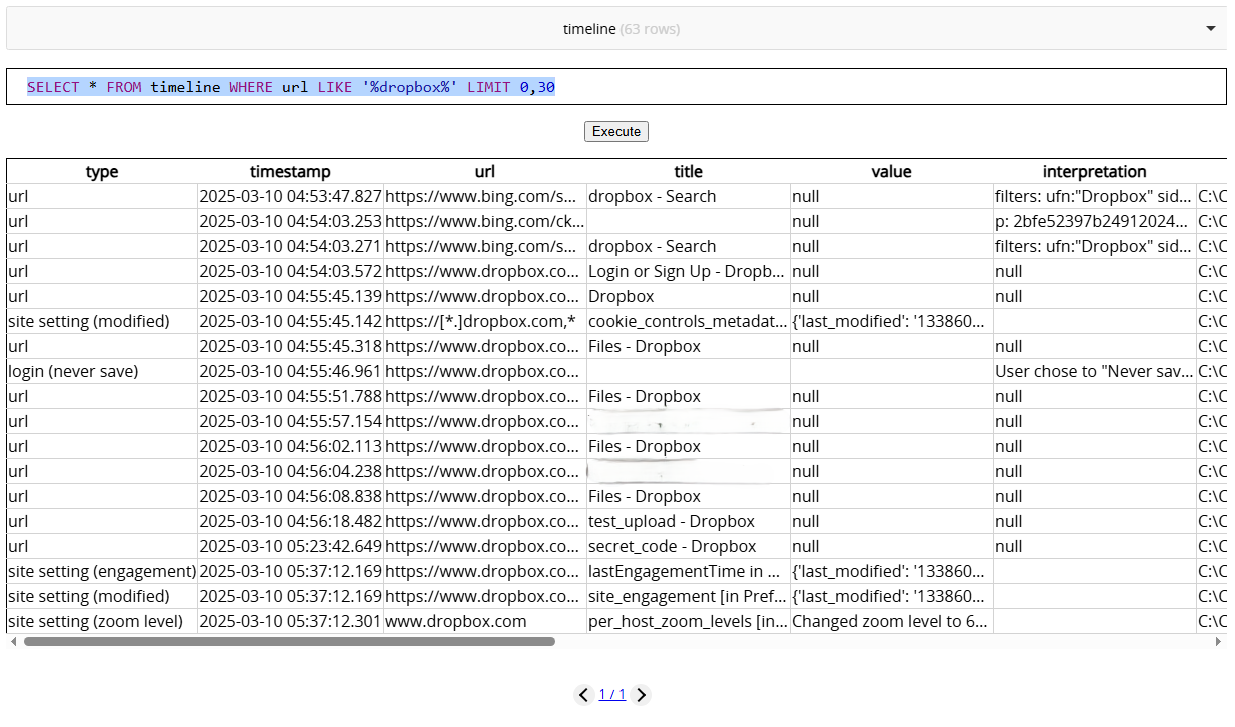 timeline (63 rows)
SELECT * FROM timeline WHERE url LIKE '%dropbox%' LIMIT 0,30
Execute
type timestamp url title value interpretation
url 2025-03-10 04:53:47.827 https://www.bing.com/s... dropbox - Search null filters: ufn:"Dropbox" sid... C:\C
url 2025-03-10 04:54:03.253 https://www.bing.com/ck... null p: 2bfe52397b24912024... C:\C
url 2025-03-10 04:54:03.271 https://www.bing.com/s... dropbox - Search null filters: ufn:"Dropbox" sid... C:\C
url 2025-03-10 04:54:03.572 https://www.dropbox.co... Login or Sign Up - Dropb... null null C:\C
url 2025-03-10 04:55:45.139 https://www.dropbox.co... Dropbox null null C:\C
site setting (modified) 2025-03-10 04:55:45.142 https://[*.]dropbox.com,* cookie_controls_metadat... {'last_modified': '133860... C:\C
url 2025-03-10 04:55:45.318 https://www.dropbox.co... Files - Dropbox null null C:\C
login (never save) 2025-03-10 04:55:46.961 https://www.dropbox.co... User chose to "Never sav... C:\C
url 2025-03-10 04:55:51.788 https://www.dropbox.co... Files - Dropbox null null C:\C
url 2025-03-10 04:55:57.154 https://www.dropbox.co... null null C:\C
url 2025-03-10 04:56:02.113 https://www.dropbox.co... Files - Dropbox null null C:\C
url 2025-03-10 04:56:04.238 https://www.dropbox.co... null null C:\C
url 2025-03-10 04:56:08.838 https://www.dropbox.co... Files - Dropbox null null C:\C
url 2025-03-10 04:56:18.482 https://www.dropbox.co... test_upload - Dropbox null null C:\C
url 2025-03-10 05:23:42.649 https://www.dropbox.co... secret_code - Dropbox null null C:\C
site setting (engagement) 2025-03-10 05:37:12.169 https://www.dropbox.co... lastEngagementTime in ... {'last_modified': '133860... C:\C
site setting (modified) 2025-03-10 05:37:12.169 https://www.dropbox.co... site_engagement [in Pref... {'last_modified': '133860... C:\C
site setting (zoom level) 2025-03-10 05:37:12.301 www.dropbox.com per_host_zoom_levels [in... Changed zoom level to 6... C:\C
1 / 1